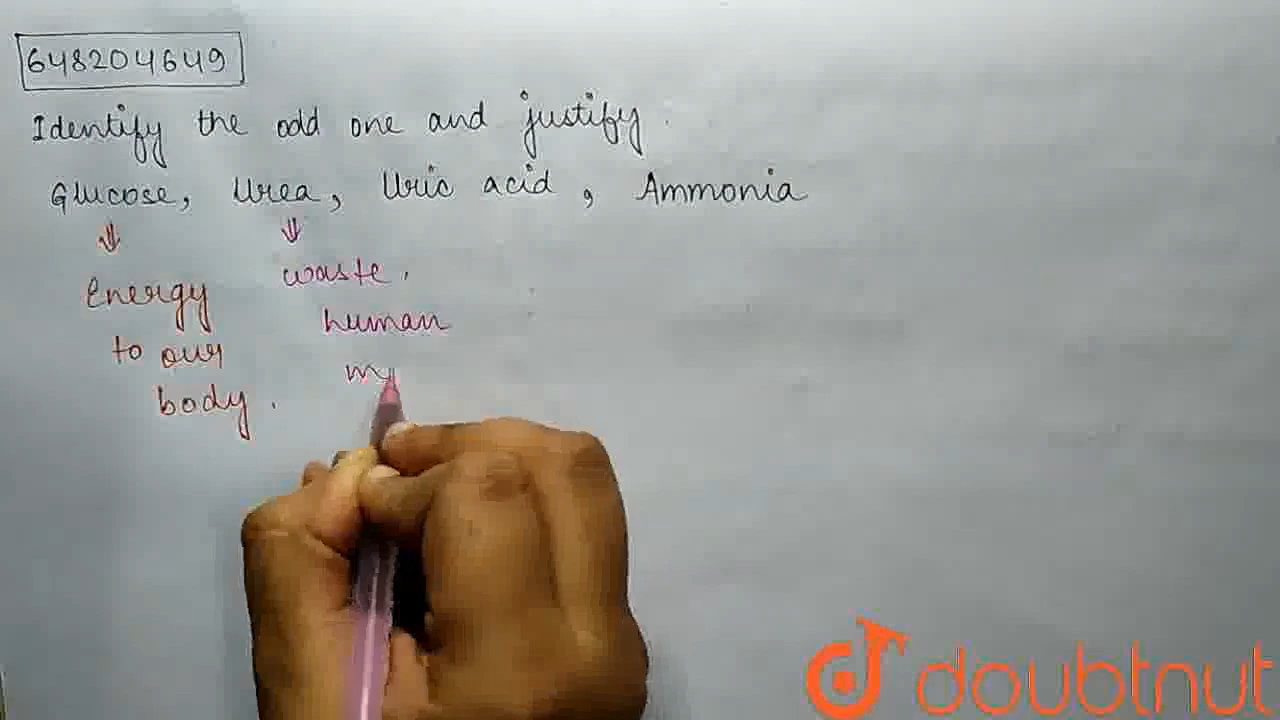 648204649
Identify the odd one and justify.
Glucose, Urea, Uric acid, Ammonia
Energy
to our
body.
waste.
human
doubtnut